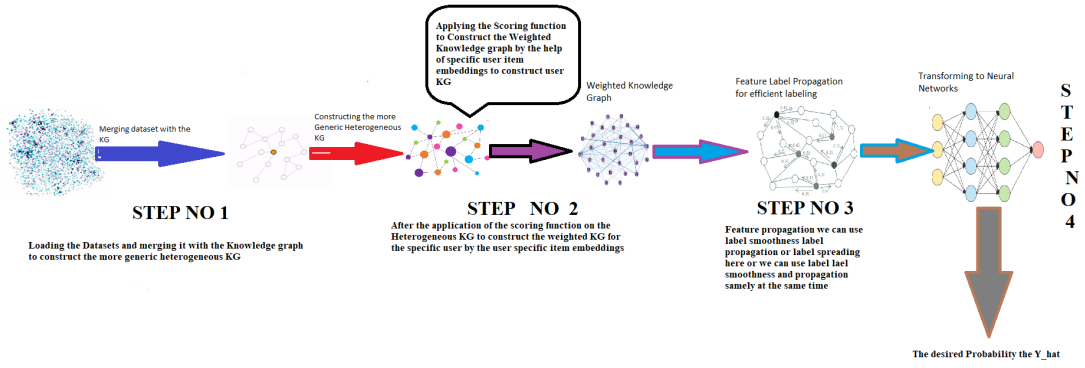 Applying the Scoring function
to Construct the Weighted
Knowledge graph by the help
of specific user item
embeddings to construct user
KG
Merging dataset with the
KG
Constructing the more
Generic Heterogeneous
KG
Weighted Knowledge
Graph
Feature Label Propagation
for efficient labeling
Transforming to Neural
Networks
STEP NO 1
Loading the Datasets and merging it with the Knowledge graph
to construct the more generic heterogeneous KG
STEP NO 2
After the application of the scoring function on the
Heterogeneous KG to construct the weighted KG for
the specific user by the user specific item embeddings
STEP NO 3
Feature propagation we can use
label smoothness label
propagation or label spreading
here or we can use label lael
smoothness and propagation
samely at the same time
S
T
E
P
N
O
4
The desired Probability the Y_hat